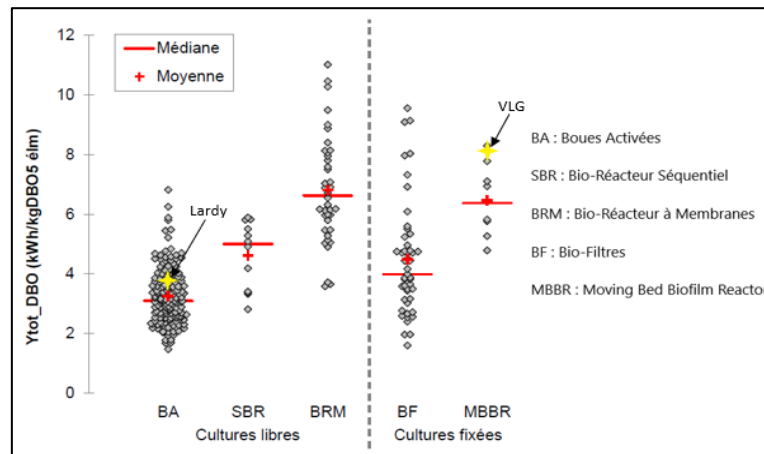 Ytot_DBO (kWh/kgDBO5 élm)
12
10
8
6
4
2
0
Médiane
Moyenne
Lardy
VLG
BA : Boues Activées
SBR : Bio-Réacteur Séquentiel
BRM : Bio-Réacteur à Membranes
BF : Bio-Filtres
MBBR : Moving Bed Biofilm Reactor
BA SBR BRM BF MBBR
Cultures libres Cultures fixées